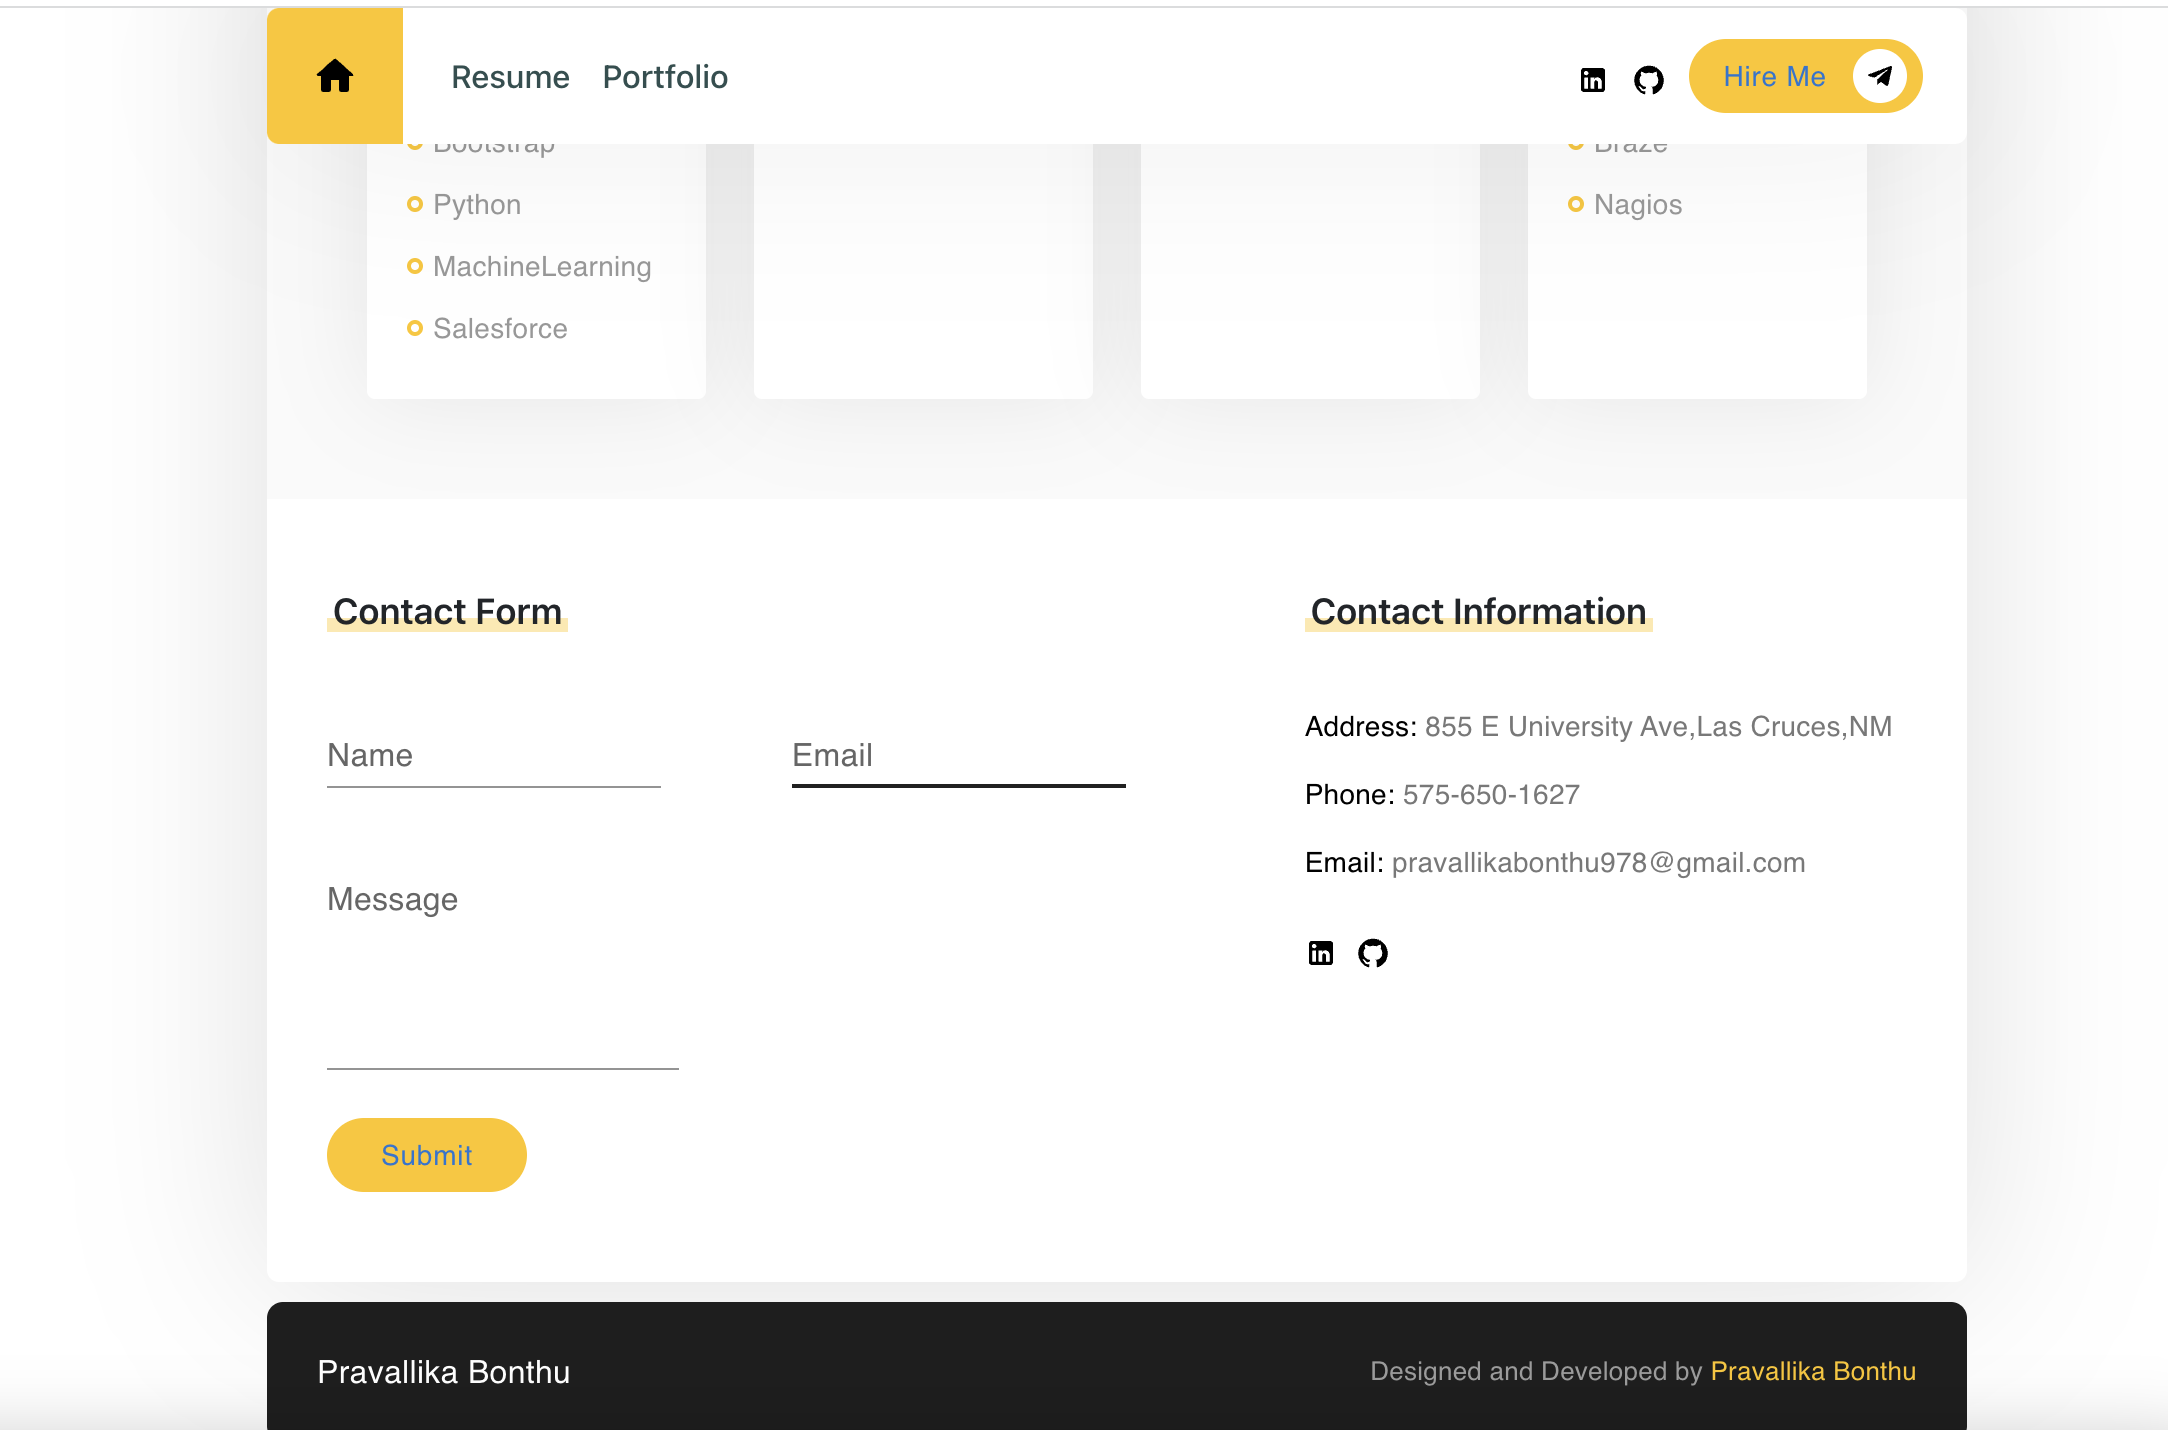 Resume Portfolio
Hire Me
Bootstrap
Python
MachineLearning
Salesforce
Braze
Nagios
Contact Form
Name
Email
Message
Submit
Contact Information
Address: 855 E University Ave,Las Cruces,NM
Phone: 575-650-1627
Email: pravallikabonthu978@gmail.com
Pravallika Bonthu
Designed and Developed by Pravallika Bonthu